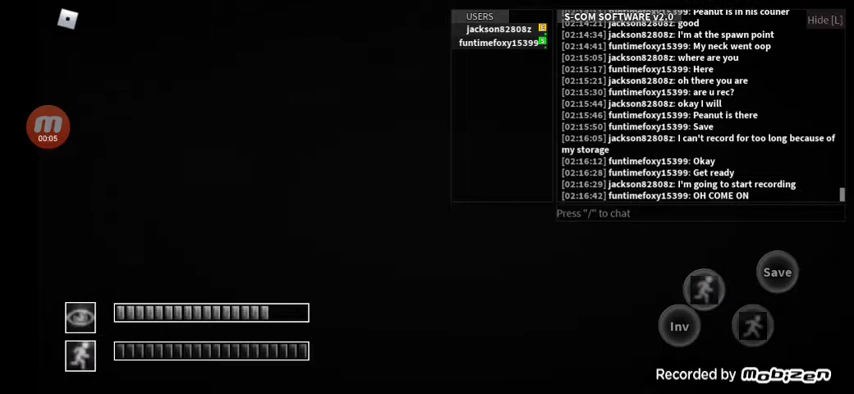 00:05
USERS
jackson82808z
funtimefoxy15399
S-COM SOFTWARE v2.0
Hide [L]
Peanut is in his couner
[02:14:21] jackson82808z: good
[02:14:34] jackson82808z: I'm at the spawn point
[02:14:41] funtimefoxy15399: My neck went oop
[02:15:05] jackson82808z: where are you
[02:15:17] funtimefoxy15399: Here
[02:15:21] jackson82808z: oh there you are
[02:15:30] funtimefoxy15399: are u rec?
[02:15:44] jackson82808z: okay I will
[02:15:46] funtimefoxy15399: Peanut is there
[02:15:50] funtimefoxy15399: Save
[02:16:05] jackson82808z: I can't record for too long because of
my storage
[02:16:12] funtimefoxy15399: Okay
[02:16:28] funtimefoxy15399: Get ready
[02:16:29] jackson82808z: I'm going to start recording
[02:16:42] funtimefoxy15399: OH COME ON
Press "/" to chat
Save
Inv
Recorded by Mobizen